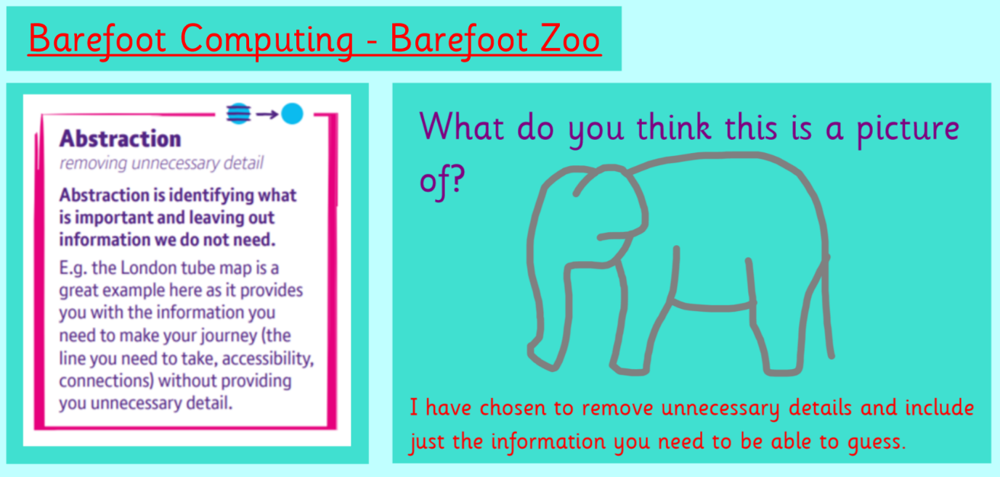 Barefoot Computing - Barefoot Zoo
Abstraction
removing unnecessary detail
Abstraction is identifying what
is important and leaving out
information we do not need.
E.g. the London tube map is a
great example here as it provides
you with the information you
need to make your journey (the
line you need to take, accessibility,
connections) without providing
you unnecessary detail.
What do you think this is a picture
of?
I have chosen to remove unnecessary details and include
just the information you need to be able to guess.